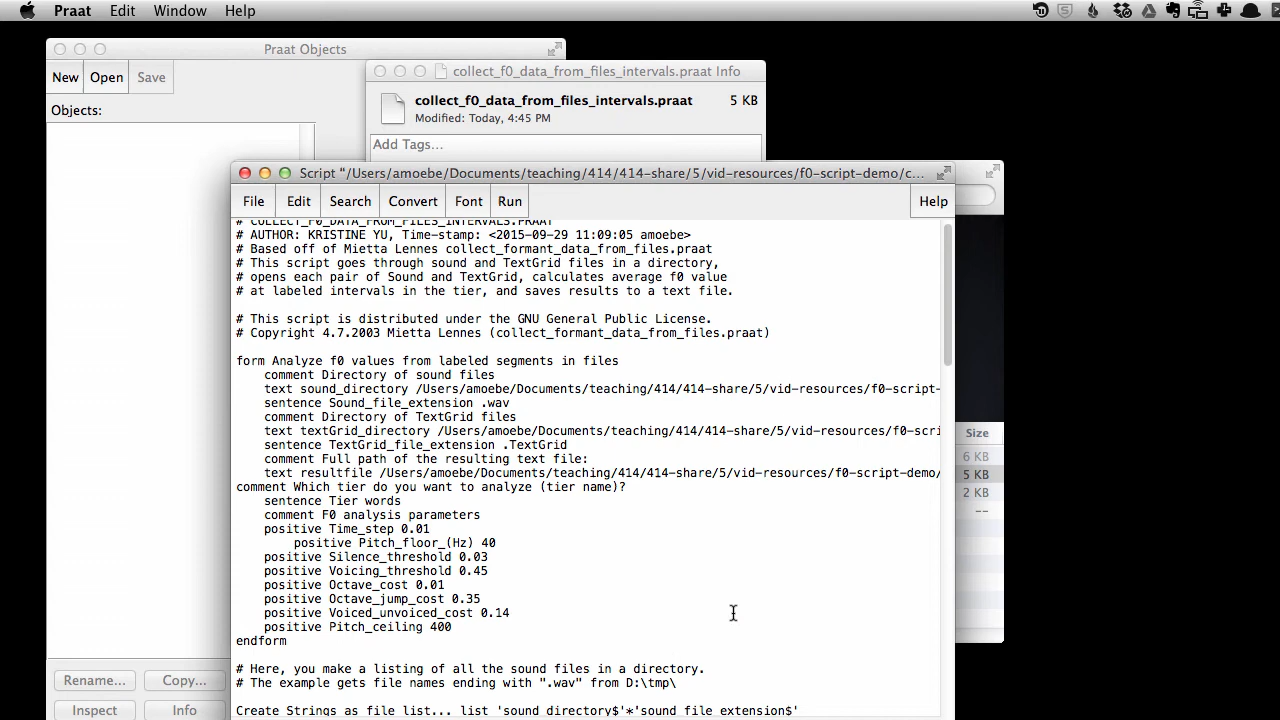 Praat Edit Window Help
Praat Objects
New Open Save
Objects:
collect_f0_data_from_files_intervals.praat Info
collect_f0_data_from_files_intervals.praat 5 KB
Modified: Today, 4:45 PM
Add Tags...
Script "/Users/amoebe/Documents/teaching/414/414-share/5/vid-resources/f0-script-demo/c...
File Edit Search Convert Font Run Help
# COLLECT_F0_DATA_FROM_FILES_INTERVALS.PRAAT
# AUTHOR: KRISTINE YU, Time-stamp: <2015-09-29 11:09:05 amoebe>
# Based off of Mietta Lennes collect_formant_data_from_files.praat
# This script goes through sound and TextGrid files in a directory,
# opens each pair of Sound and TextGrid, calculates average f0 value
# at labeled intervals in the tier, and saves results to a text file.
# This script is distributed under the GNU General Public License.
# Copyright 4.7.2003 Mietta Lennes (collect_formant_data_from_files.praat)
form Analyze f0 values from labeled segments in files
comment Directory of sound files
text sound_directory /Users/amoebe/Documents/teaching/414/414-share/5/vid-resources/f0-script-
sentence Sound_file_extension .wav
comment Directory of TextGrid files
text textGrid_directory /Users/amoebe/Documents/teaching/414/414-share/5/vid-resources/f0-scri
sentence TextGrid_file_extension .TextGrid
comment Full path of the resulting text file:
text resultfile /Users/amoebe/Documents/teaching/414/414-share/5/vid-resources/f0-script-demo/
comment Which tier do you want to analyze (tier name)?
sentence Tier words
comment F0 analysis parameters
positive Time_step 0.01
positive Pitch_floor_(Hz) 40
positive Silence_threshold 0.03
positive Voicing_threshold 0.45
positive Octave_cost 0.01
positive Octave_jump_cost 0.35
positive Voiced_unvoiced_cost 0.14
positive Pitch_ceiling 400
endform
# Here, you make a listing of all the sound files in a directory.
# The example gets file names ending with ".wav" from D:\tmp\
Create Strings as file list... list 'sound_directory$'*'sound_file_extension$'
Size
6 KB
5 KB
2 KB
--
Rename... Copy...
Inspect Info